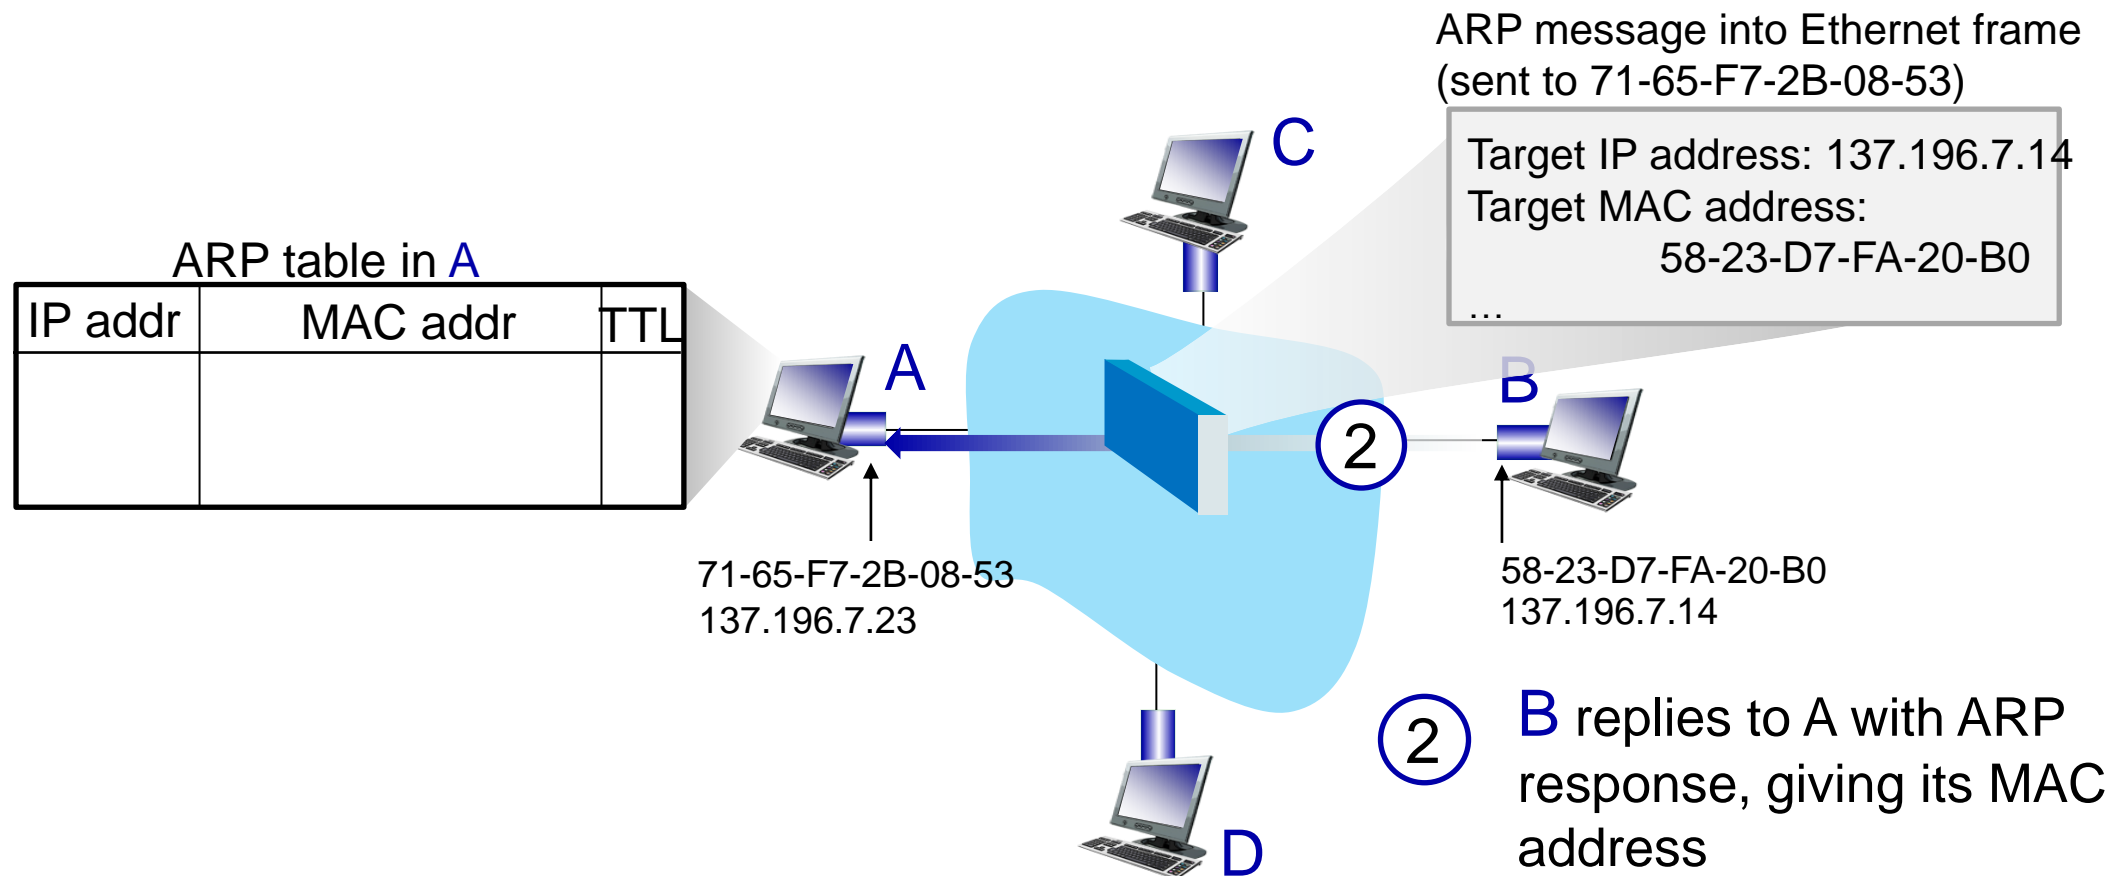 ARP message into Ethernet frame
(sent to 71-65-F7-2B-08-53)
Target IP address: 137.196.7.14
Target MAC address:
58-23-D7-FA-20-B0
…
C
ARP table in A
IP addr MAC addr TTL
A
B
2
71-65-F7-2B-08-53
137.196.7.23
58-23-D7-FA-20-B0
137.196.7.14
2
B replies to A with ARP
response, giving its MAC
address
D